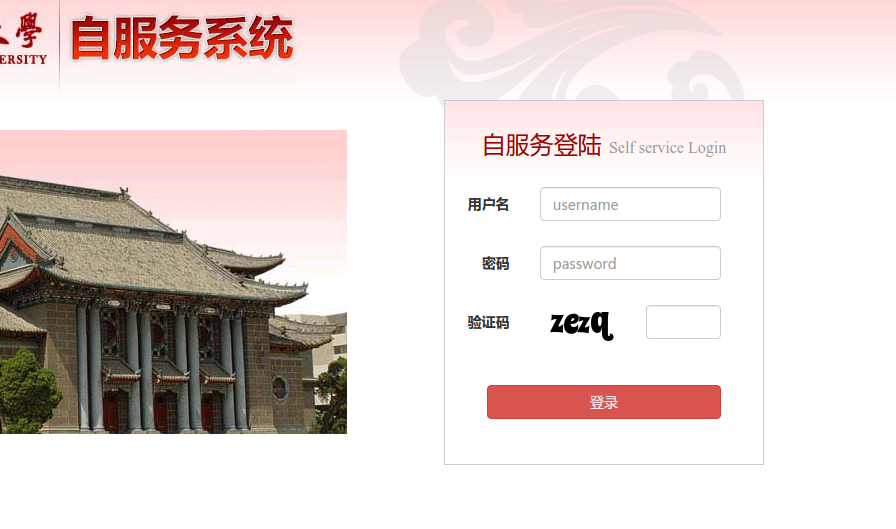 學 自服务系统
ERSITY
自服务登陆 Self service Login
用户名 username
密码 password
验证码 zezq
登录